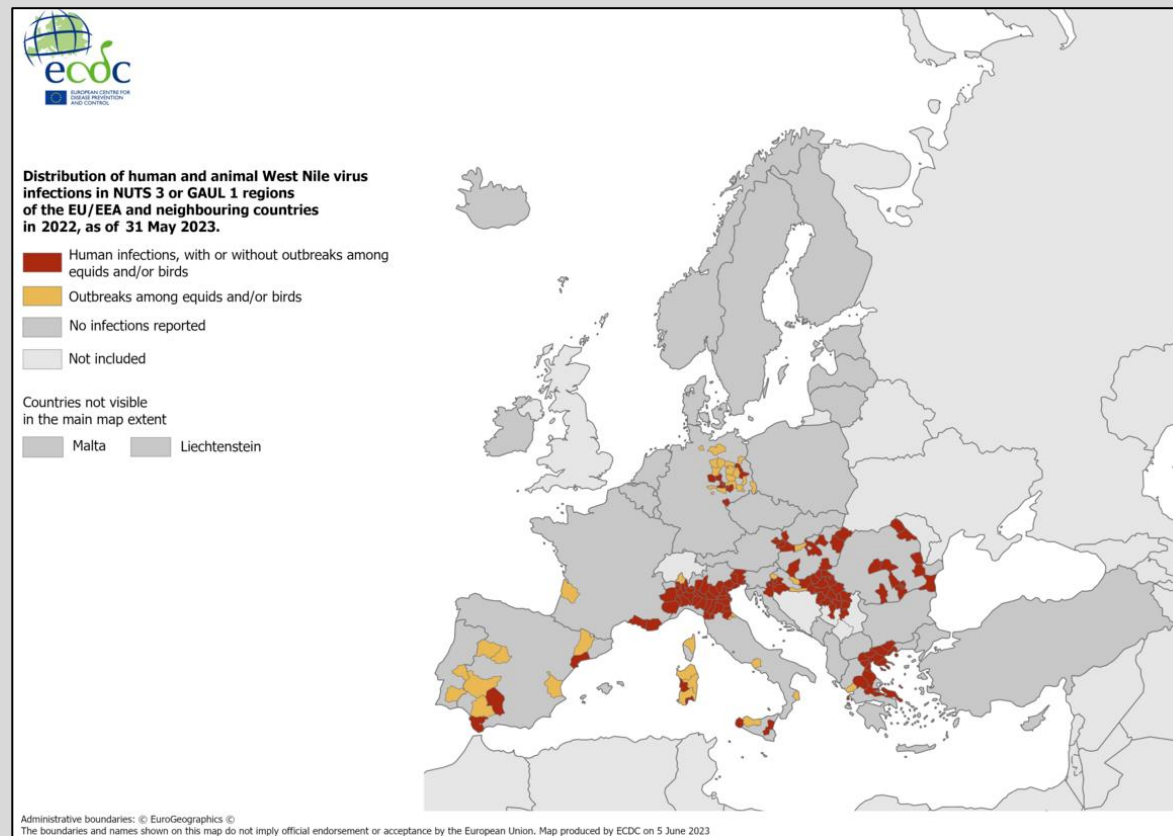 ecdc
EUROPEAN CENTRE FOR
DISEASE PREVENTION
AND CONTROL
Distribution of human and animal West Nile virus
infections in NUTS 3 or GAUL 1 regions
of the EU/EEA and neighbouring countries
in 2022, as of 31 May 2023.
Human infections, with or without outbreaks among
equids and/or birds
Outbreaks among equids and/or birds
No infections reported
Not included
Countries not visible
in the main map extent
Malta
Liechtenstein
Administrative boundaries: © EuroGeographics ©
The boundaries and names shown on this map do not imply official endorsement or acceptance by the European Union. Map produced by ECDC on 5 June 2023